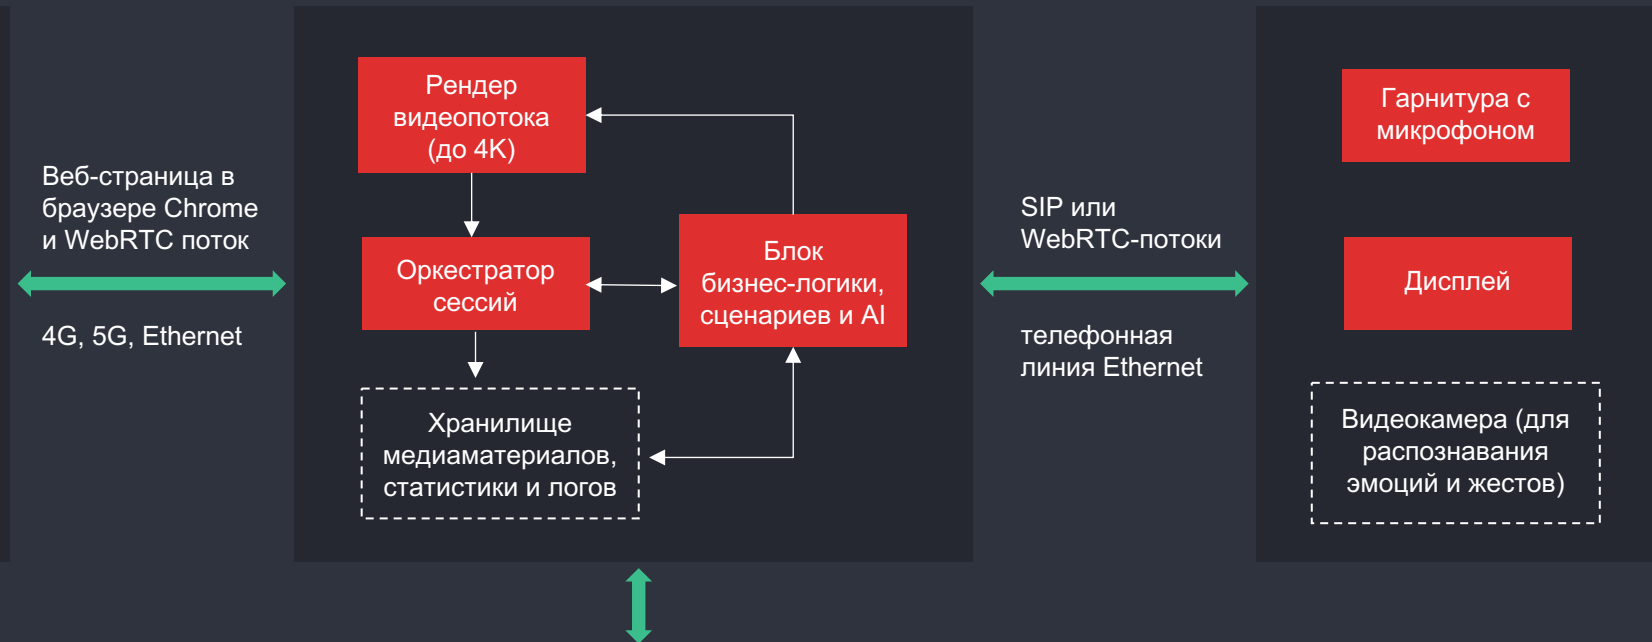 Веб-страница в
браузере Chrome
и WebRTC поток
4G, 5G, Ethernet
Рендер
видеопотока
(до 4K)
Оркестратор
сессий
Блок
бизнес-логики,
сценариев и AI
Хранилище
медиаматериалов,
статистики и логов
SIP или
WebRTC-потоки
телефонная
линия Ethernet
Гарнитура с
микрофоном
Дисплей
Видеокамера (для
распознавания
эмоций и жестов)